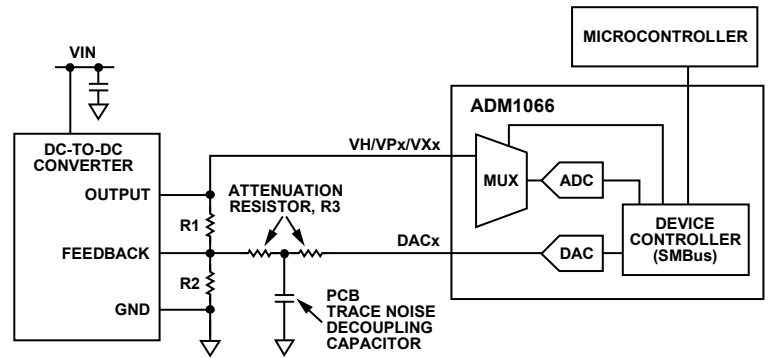 MICROCONTROLLER
VIN
ADM1066
DC-TO-DC
CONVERTER
VH/VPx/VXx
MUX
ADC
OUTPUT
ATTENUATION
RESISTOR, R3
R1
FEEDBACK
DACx
DAC
DEVICE
CONTROLLER
(SMBus)
R2
GND
PCB
TRACE NOISE
DECOUPLING
CAPACITOR